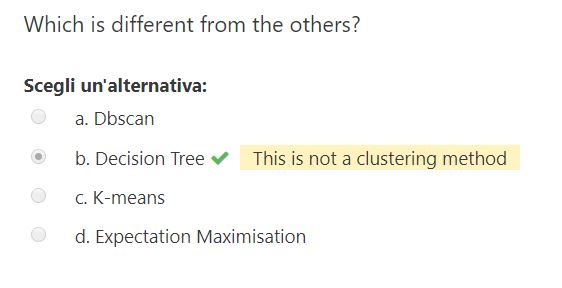 Which is different from the others?
Scegli un'alternativa:
a. Dbscan
b. Decision Tree ✔ This is not a clustering method
c. K-means
d. Expectation Maximisation